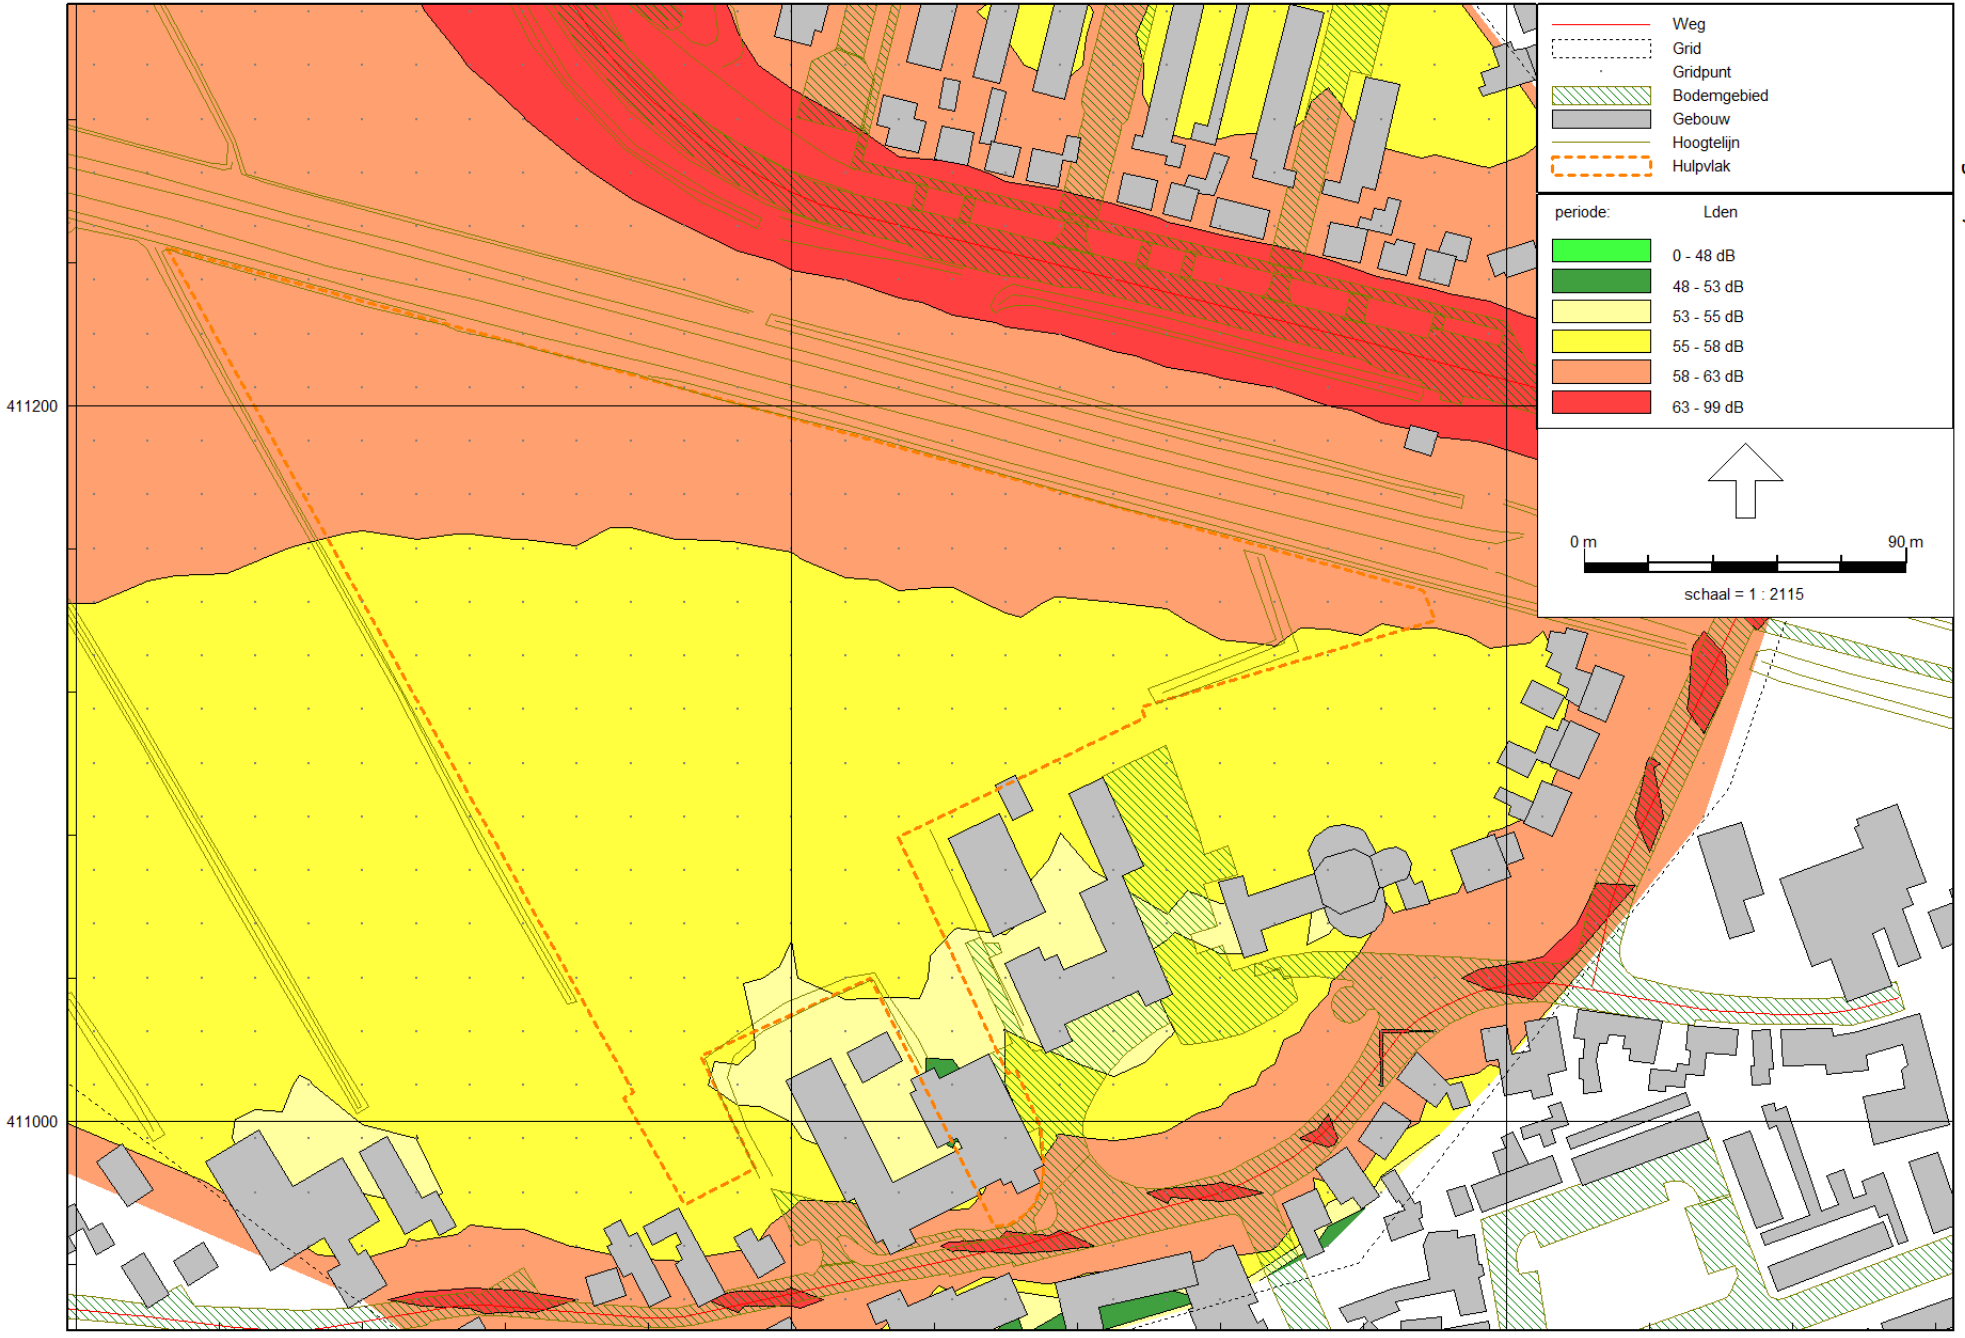 Weg
Grid
Gridpunt
Bodemgebied
Gebouw
Hoogtelijn
Hulpvlak
periode: Lden
0 - 48 dB
48 - 53 dB
53 - 55 dB
55 - 58 dB
58 - 63 dB
63 - 99 dB
0 m 90 m
schaal = 1 : 2115
411200
411000